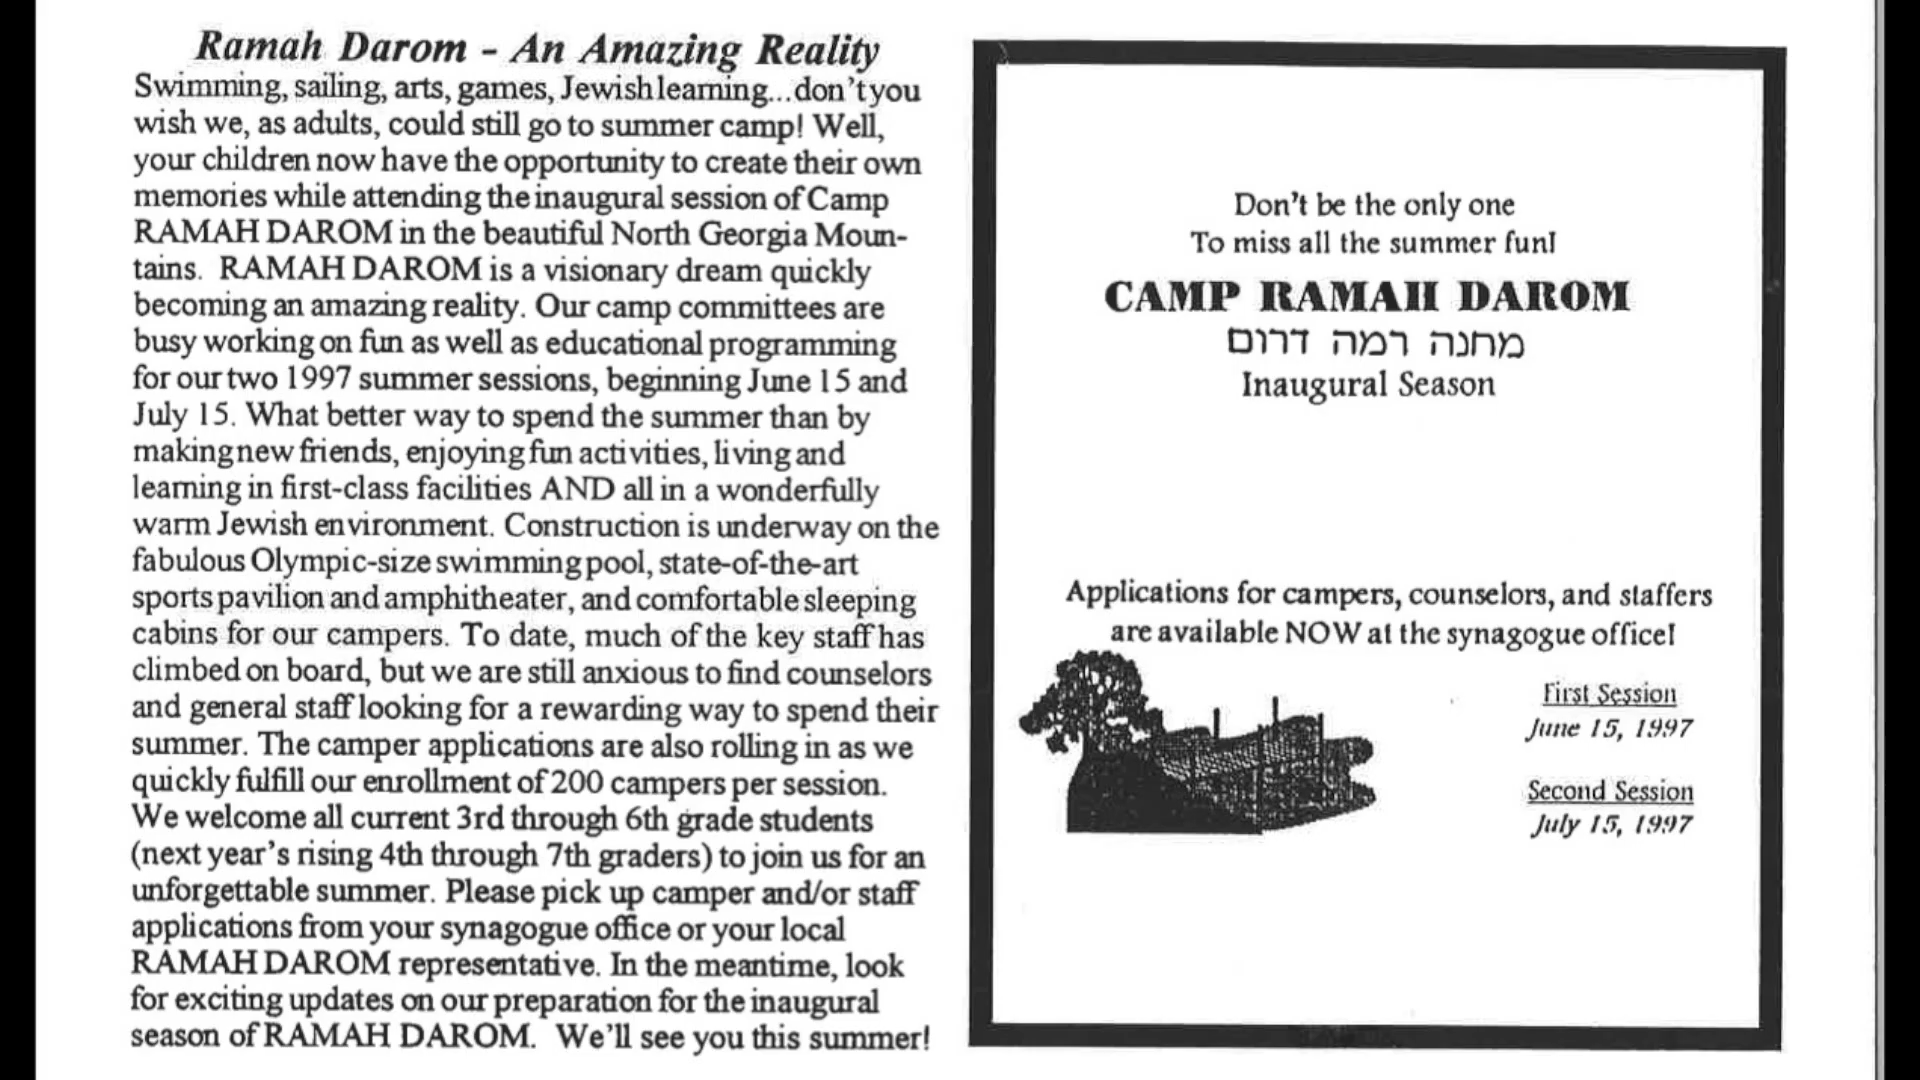 Ramah Darom - An Amazing Reality
Swimming, sailing, arts, games, Jewish learning...don't you
wish we, as adults, could still go to summer camp! Well,
your children now have the opportunity to create their own
memories while attending the inaugural session of Camp
RAMAH DAROM in the beautiful North Georgia Moun-
tains. RAMAH DAROM is a visionary dream quickly
becoming an amazing reality. Our camp committees are
busy working on fun as well as educational programming
for our two 1997 summer sessions, beginning June 15 and
July 15. What better way to spend the summer than by
making new friends, enjoying fun activities, living and
learning in first-class facilities AND all in a wonderfully
warm Jewish environment. Construction is underway on the
fabulous Olympic-size swimming pool, state-of-the-art
sports pavilion and amphitheater, and comfortable sleeping
cabins for our campers. To date, much of the key staff has
climbed on board, but we are still anxious to find counselors
and general staff looking for a rewarding way to spend their
summer. The camper applications are also rolling in as we
quickly fulfill our enrollment of 200 campers per session.
We welcome all current 3rd through 6th grade students
(next year's rising 4th through 7th graders) to join us for an
unforgettable summer. Please pick up camper and/or staff
applications from your synagogue office or your local
RAMAH DAROM representative. In the meantime, look
for exciting updates on our preparation for the inaugural
season of RAMAH DAROM. We'll see you this summer!
Don't be the only one
To miss all the summer fun!
CAMP RAMAH DAROM
מחנה רמה דרום
Inaugural Season
Applications for campers, counselors, and staffers
are available NOW at the synagogue office!
First Session
June 15, 1997
Second Session
July 15, 1997